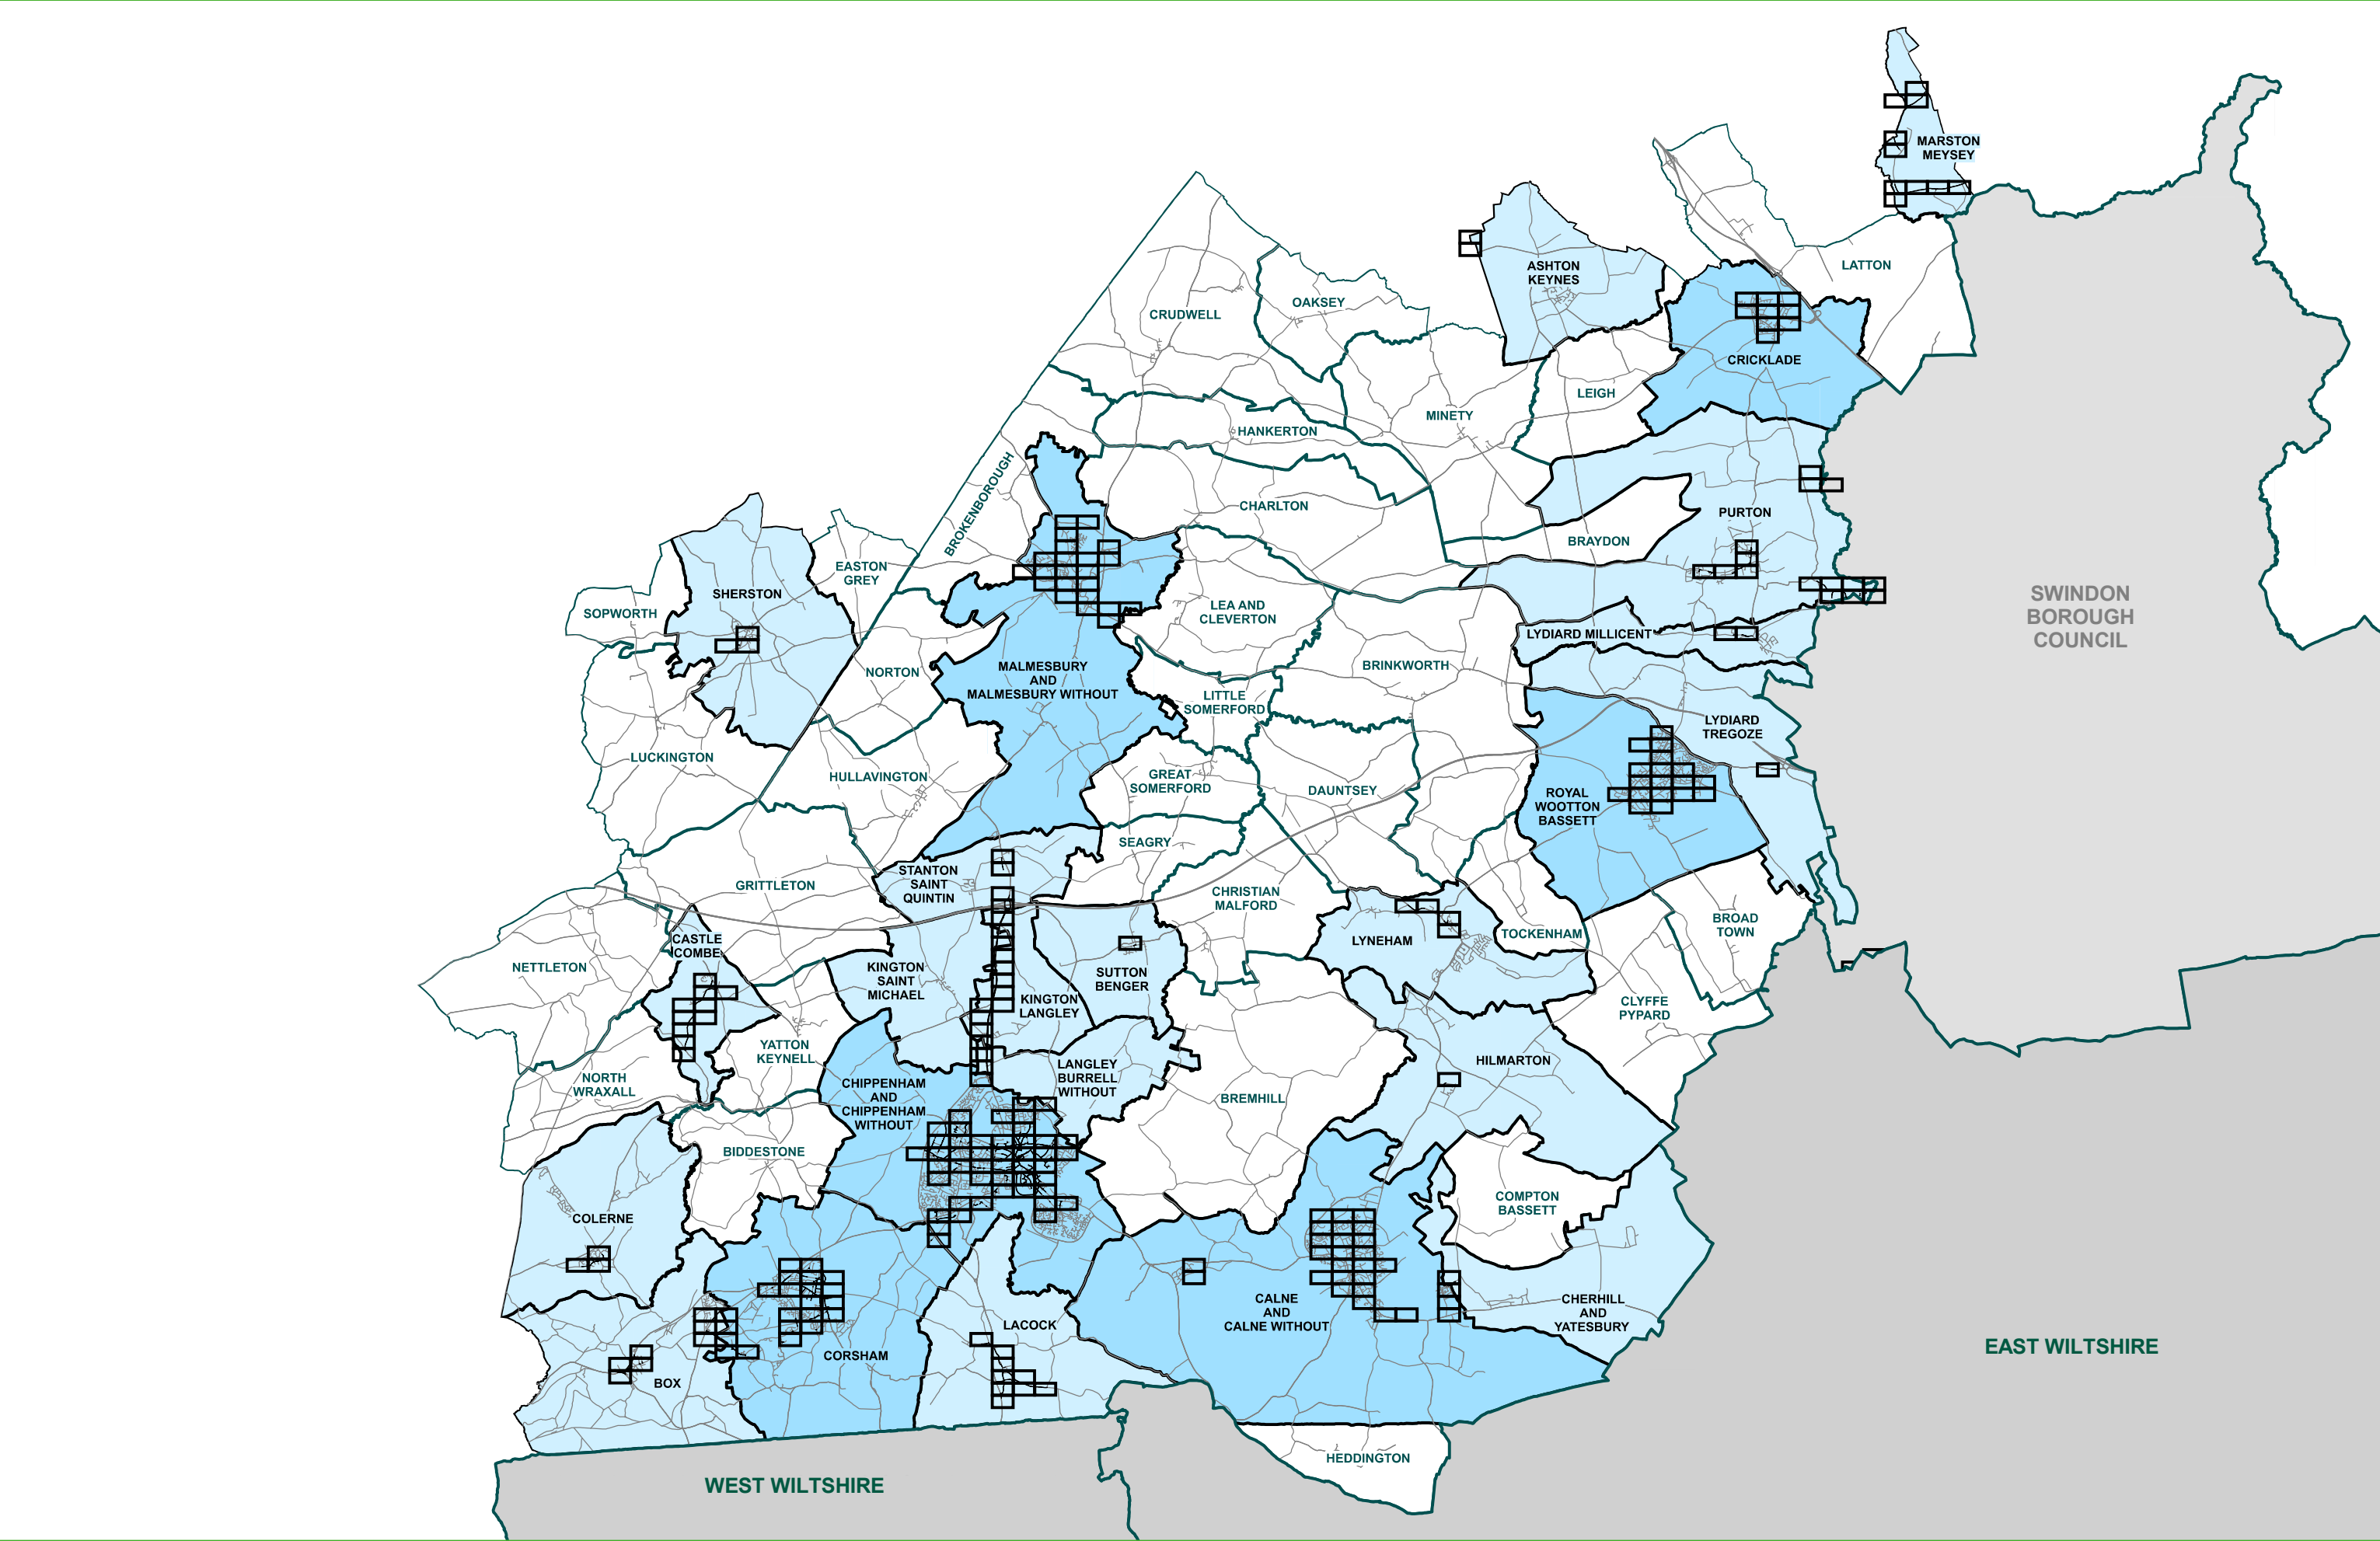 MARSTON
MEYSEY
LATTON
ASHTON
KEYNES
OAKSEY
CRUDWELL
CRICKLADE
LEIGH
MINETY
HANKERTON
BROKENBOROUGH
CHARLTON
PURTON
BRAYDON
EASTON
GREY
SHERSTON
SOPWORTH
LEA AND
CLEVERTON
SWINDON
BOROUGH
COUNCIL
LYDIARD MILLICENT
BRINKWORTH
NORTON
MALMESBURY
AND
MALMESBURY WITHOUT
LITTLE
SOMERFORD
LYDIARD
TREGOZE
LUCKINGTON
HULLAVINGTON
GREAT
SOMERFORD
DAUNTSEY
ROYAL
WOOTTON
BASSETT
SEAGRY
STANTON
SAINT
QUINTIN
GRITTLETON
CHRISTIAN
MALFORD
BROAD
TOWN
TOCKENHAM
LYNEHAM
CASTLE
COMBE
NETTLETON
KINGTON
SAINT
MICHAEL
SUTTON
BENGER
KINGTON
LANGLEY
CLYFFE
PYPARD
YATTON
KEYNELL
HILMARTON
LANGLEY
BURRELL
WITHOUT
NORTH
WRAXALL
CHIPPENHAM
AND
CHIPPENHAM
WITHOUT
BREMHILL
BIDDESTONE
COMPTON
BASSETT
COLERNE
CALNE
AND
CALNE WITHOUT
CHERHILL
AND
YATESBURY
LACOCK
CORSHAM
BOX
EAST WILTSHIRE
HEDDINGTON
WEST WILTSHIRE